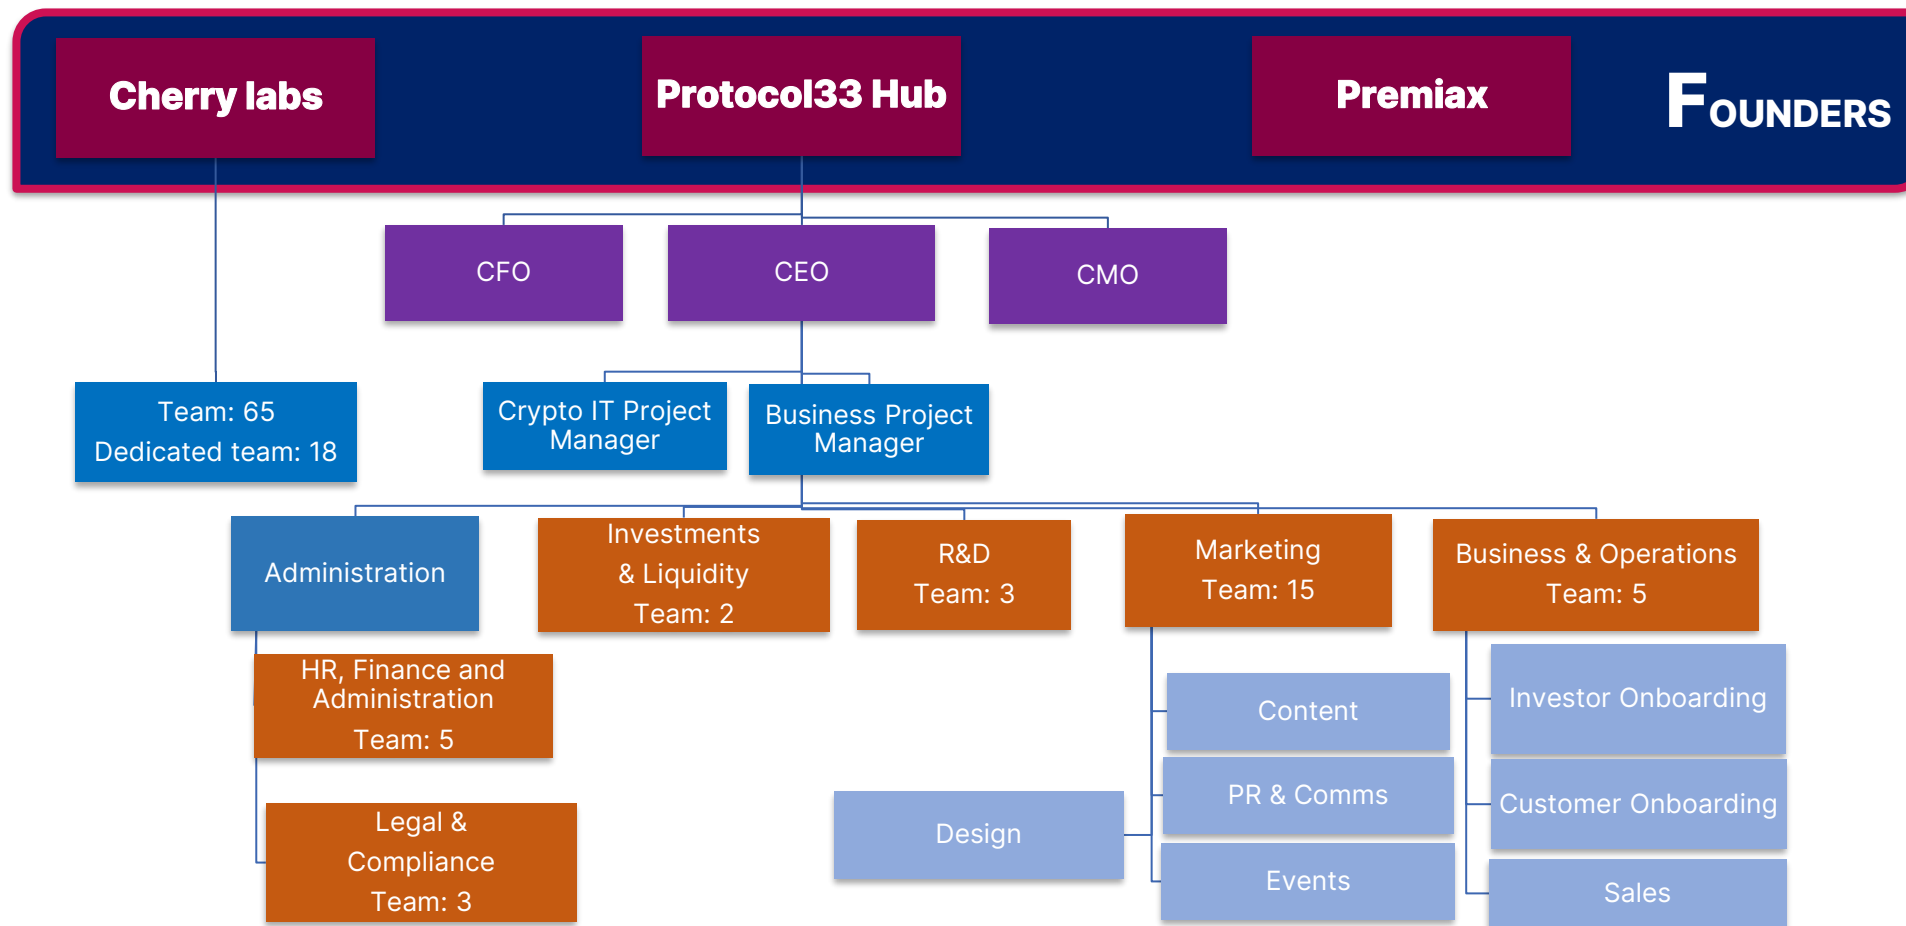 Cherry labs
Protocol33 Hub
Premiax
FOUNDERS
CFO
CEO
CMO
Team: 65
Dedicated team: 18
Crypto IT Project
Manager
Business Project
Manager
Administration
Investments
& Liquidity
Team: 2
R&D
Team: 3
Marketing
Team: 15
Business & Operations
Team: 5
HR, Finance and
Administration
Team: 5
Legal &
Compliance
Team: 3
Design
Content
PR & Comms
Events
Investor Onboarding
Customer Onboarding
Sales